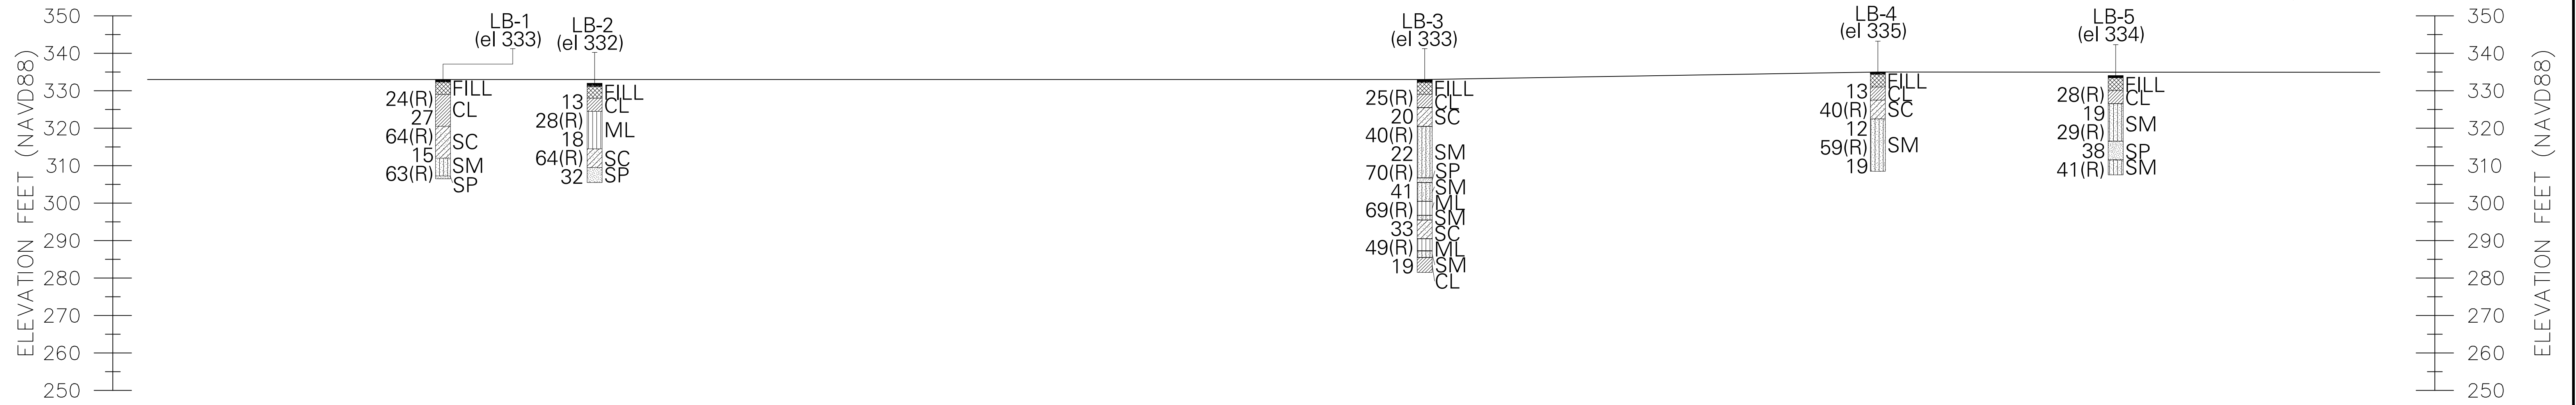 ELEVATION FEET (NAVD88)
350
340
330
320
310
300
290
280
270
260
250
LB-1
(el 333)
FILL
24(R)
CL
27
64(R)
SC
15
SM
63(R)
SP
LB-2
(el 332)
FILL
13
CL
28(R)
ML
18
64(R)
SC
32
SP
LB-3
(el 333)
FILL
25(R)
CL
20
SC
40(R)
22
SM
70(R)
SP
41
SM
ML
69(R)
SM
33
SC
49(R)
ML
19
SM
CL
LB-4
(el 335)
FILL
13
CL
40(R)
SC
12
59(R)
SM
19
LB-5
(el 334)
FILL
28(R)
CL
19
SM
29(R)
38
SP
41(R)
SM
350
340
330
320
310
300
290
280
270
260
250
ELEVATION FEET (NAVD88)